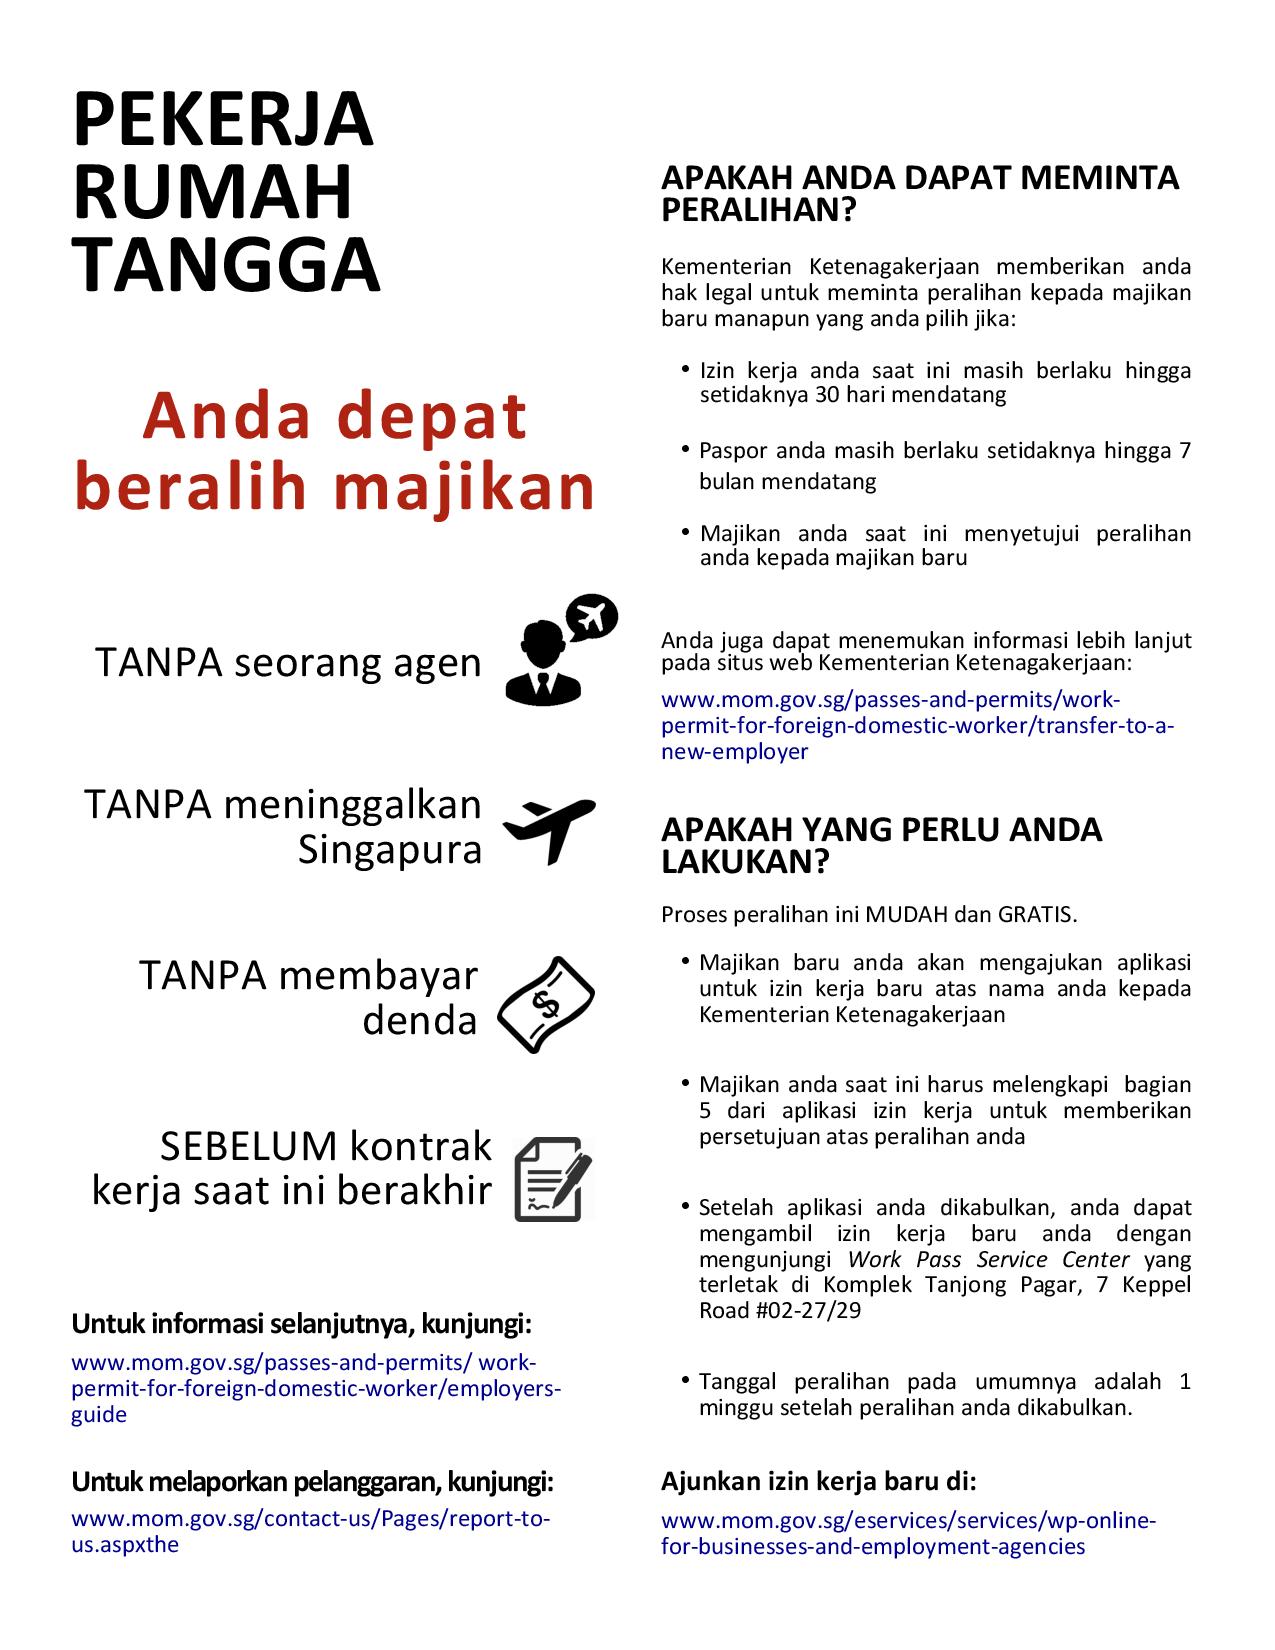 PEKERJA
RUMAH
TANGGA
Anda depat
beralih majikan
TANPA seorang agen
TANPA meninggalkan
Singapura
TANPA membayar
denda
$
SEBELUM kontrak
kerja saat ini berakhir
Untuk informasi selanjutnya, kunjungi:
www.mom.gov.sg/passes-and-permits/ work-
permit-for-foreign-domestic-worker/employers-
guide
Untuk melaporkan pelanggaran, kunjungi:
www.mom.gov.sg/contact-us/Pages/report-to-
us.aspxthe
APAKAH ANDA DAPAT MEMINTA
PERALIHAN?
Kementerian Ketenagakerjaan memberikan anda
hak legal untuk meminta peralihan kepada majikan
baru manapun yang anda pilih jika:
• Izin kerja anda saat ini masih berlaku hingga
setidaknya 30 hari mendatang
• Paspor anda masih berlaku setidaknya hingga 7
bulan mendatang
• Majikan anda saat ini menyetujui peralihan
anda kepada majikan baru
Anda juga dapat menemukan informasi lebih lanjut
pada situs web Kementerian Ketenagakerjaan:
www.mom.gov.sg/passes-and-permits/work-
permit-for-foreign-domestic-worker/transfer-to-a-
new-employer
APAKAH YANG PERLU ANDA
LAKUKAN?
Proses peralihan ini MUDAH dan GRATIS.
• Majikan baru anda akan mengajukan aplikasi
untuk izin kerja baru atas nama anda kepada
Kementerian Ketenagakerjaan
• Majikan anda saat ini harus melengkapi bagian
5 dari aplikasi izin kerja untuk memberikan
persetujuan atas peralihan anda
• Setelah aplikasi anda dikabulkan, anda dapat
mengambil izin kerja baru anda dengan
mengunjungi Work Pass Service Center yang
terletak di Komplek Tanjong Pagar, 7 Keppel
Road #02-27/29
• Tanggal peralihan pada umumnya adalah 1
minggu setelah peralihan anda dikabulkan.
Ajunkan izin kerja baru di:
www.mom.gov.sg/eservices/services/wp-online-
for-businesses-and-employment-agencies